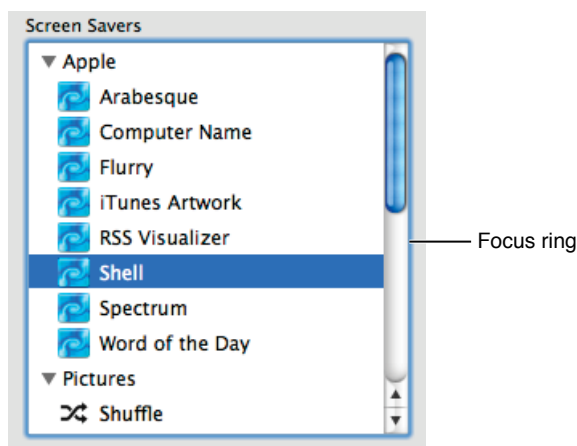 Screen Savers
Apple
Arabesque
Computer Name
Flurry
iTunes Artwork
RSS Visualizer
Focus ring
Shell
Spectrum
Word of the Day
Pictures
Shuffle